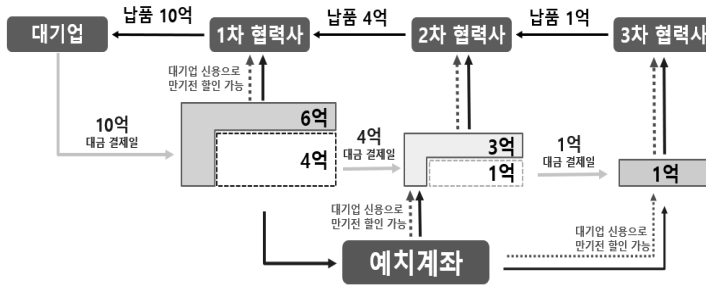 납품 10억
납품 4억
납품 1억
대기업
1차 협력사
2차 협력사
3차 협력사
대기업 신용으로
만기전 할인 가능
10억
대금 결제일
6억
4억
4억
대금 결제일
3억
1억
1억
대금 결제일
1억
대기업 신용으로
만기전 할인 가능
대기업 신용으로
만기전 할인 가능
예치계좌